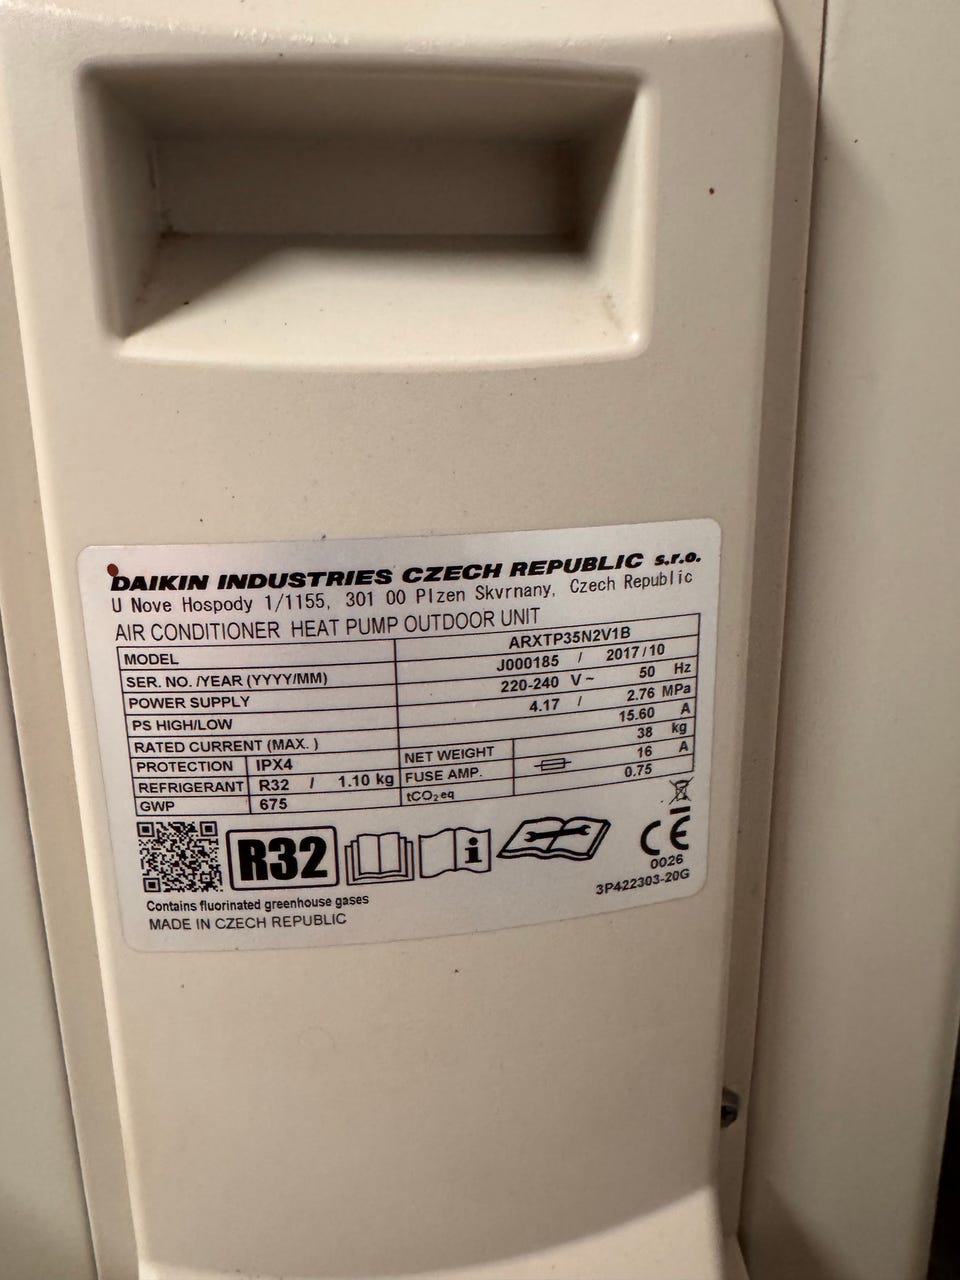 DAIKIN INDUSTRIES CZECH REPUBLIC s.r.o.
U Nove Hospody 1/1155, 301 00 Plzen Skvrnany, Czech Republic
AIR CONDITIONER HEAT PUMP OUTDOOR UNIT
MODEL ARXTP35N2V1B
SER. NO. /YEAR (YYYY/MM) J000185 / 2017/10
POWER SUPPLY 220-240 V ~ 50 Hz
PS HIGH/LOW 4.17 / 2.76 MPa
RATED CURRENT (MAX. ) 15.60 A
PROTECTION IPX4 NET WEIGHT 38 kg
REFRIGERANT R32 / 1.10 kg FUSE AMP. 16 A
GWP 675 tCO₂eq 0.75
R32
i
CE
0026
3P422303-20G
Contains fluorinated greenhouse gases
MADE IN CZECH REPUBLIC